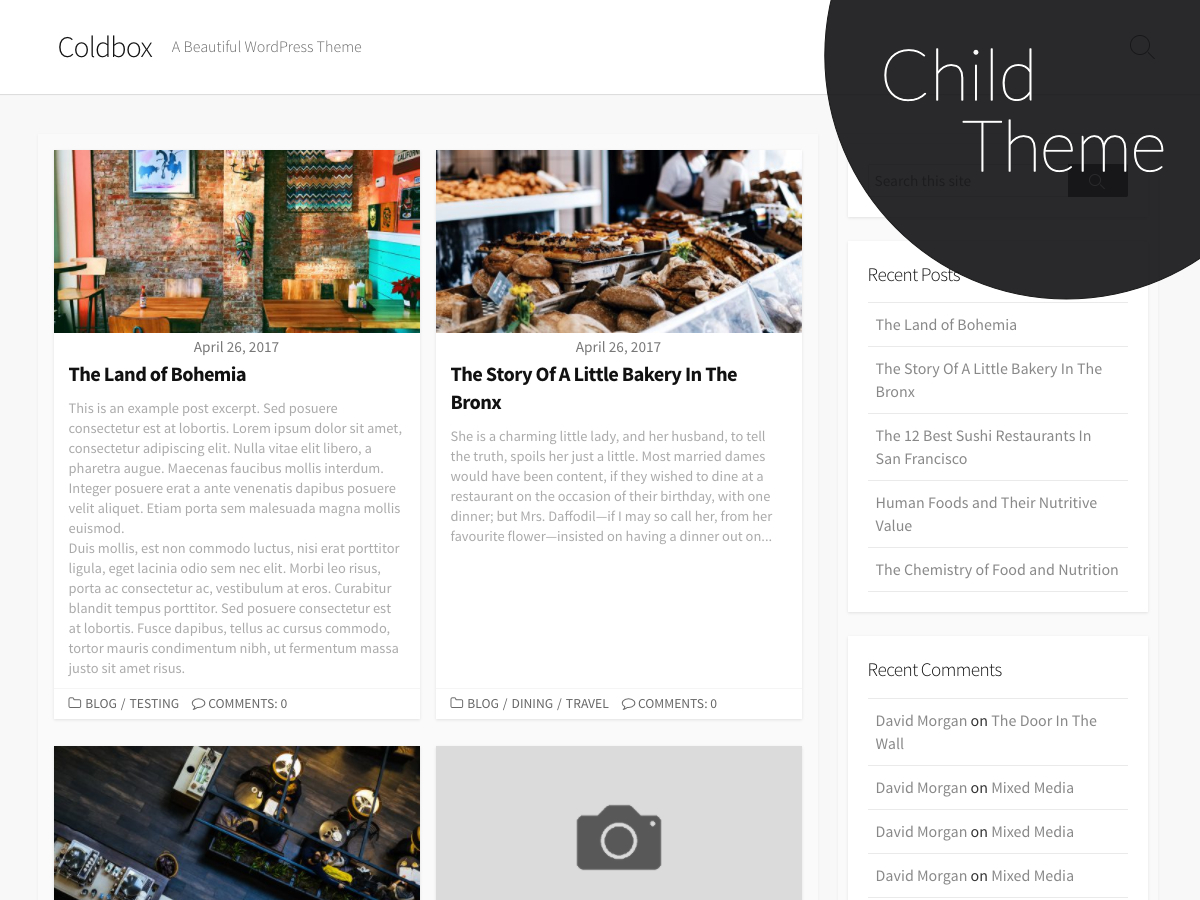 Coldbox
A Beautiful WordPress Theme
Child
Theme
Search this site
CALIFORNIA
April 26, 2017
The Land of Bohemia
This is an example post excerpt. Sed posuere
consectetur est at lobortis. Lorem ipsum dolor sit amet,
consectetur adipiscing elit. Nulla vitae elit libero, a
pharetra augue. Maecenas faucibus mollis interdum.
Integer posuere erat a ante venenatis dapibus posuere
velit aliquet. Etiam porta sem malesuada magna mollis
euismod.
Duis mollis, est non commodo luctus, nisi erat porttitor
ligula, eget lacinia odio sem nec elit. Morbi leo risus,
porta ac consectetur ac, vestibulum at eros. Curabitur
blandit tempus porttitor. Sed posuere consectetur est
at lobortis. Fusce dapibus, tellus ac cursus commodo,
tortor mauris condimentum nibh, ut fermentum massa
justo sit amet risus.
BLOG / TESTING
COMMENTS: 0
April 26, 2017
The Story Of A Little Bakery In The
Bronx
She is a charming little lady, and her husband, to tell
the truth, spoils her just a little. Most married dames
would have been content, if they wished to dine at a
restaurant on the occasion of their birthday, with one
dinner; but Mrs. Daffodil—if I may so call her, from her
favourite flower—insisted on having a dinner out on...
BLOG / DINING / TRAVEL
COMMENTS: 0
Recent Posts
The Land of Bohemia
The Story Of A Little Bakery In The
Bronx
The 12 Best Sushi Restaurants In
San Francisco
Human Foods and Their Nutritive
Value
The Chemistry of Food and Nutrition
Recent Comments
David Morgan on The Door In The
Wall
David Morgan on Mixed Media
David Morgan on Mixed Media
David Morgan on Mixed Media